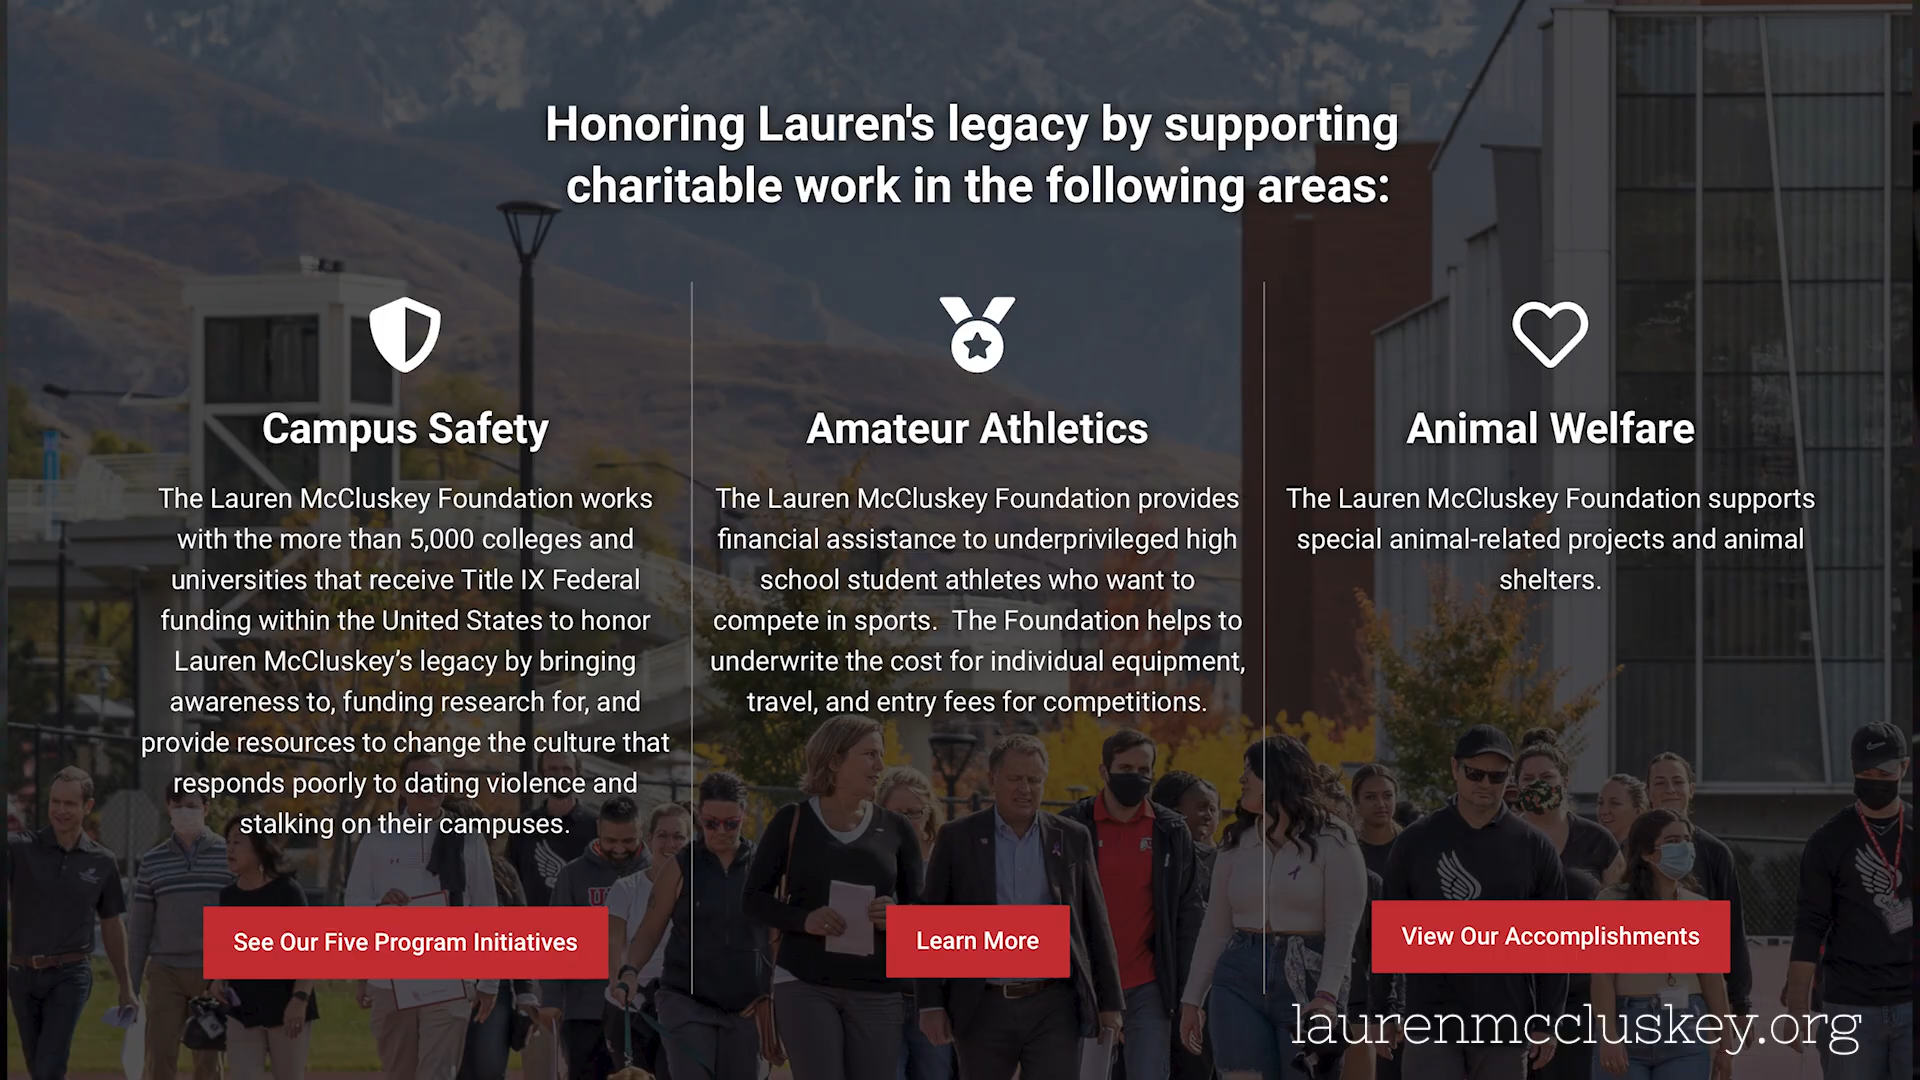 Honoring Lauren's legacy by supporting
charitable work in the following areas:
Campus Safety
The Lauren McCluskey Foundation works
with the more than 5,000 colleges and
universities that receive Title IX Federal
funding within the United States to honor
Lauren McCluskey’s legacy by bringing
awareness to, funding research for, and
provide resources to change the culture that
responds poorly to dating violence and
stalking on their campuses.
See Our Five Program Initiatives
Amateur Athletics
The Lauren McCluskey Foundation provides
financial assistance to underprivileged high
school student athletes who want to
compete in sports.  The Foundation helps to
underwrite the cost for individual equipment,
travel, and entry fees for competitions.
Learn More
Animal Welfare
The Lauren McCluskey Foundation supports
special animal-related projects and animal
shelters.
View Our Accomplishments
laurenmccluskey.org